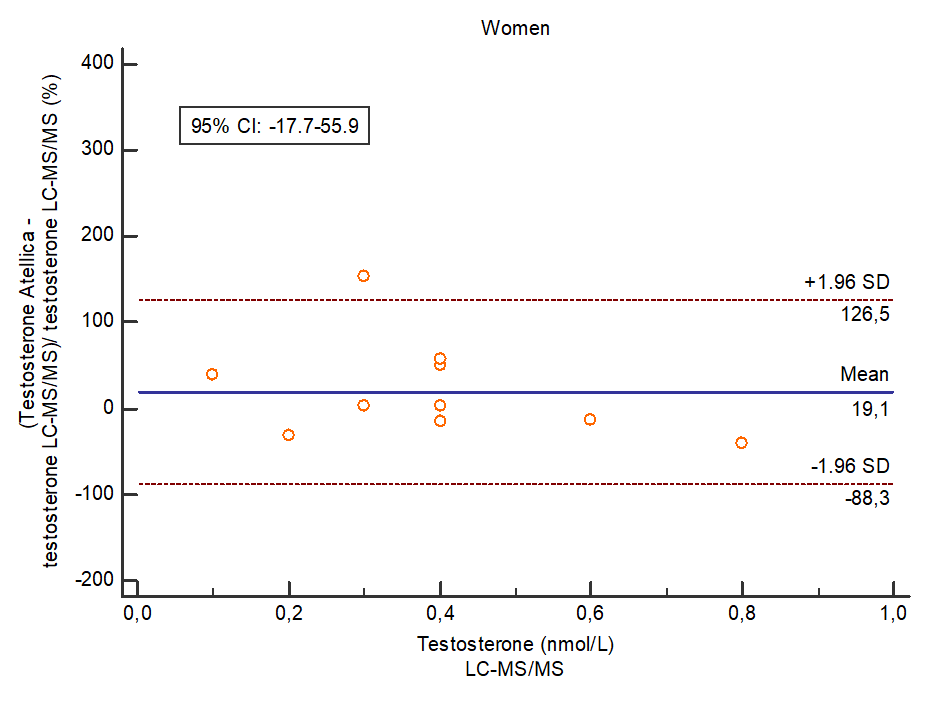 Women
(Testosterone Atellica -
testosterone LC-MS/MS)/ testosterone LC-MS/MS (%)
400
300
200
100
0
-100
-200
95% CI: -17.7-55.9
+1.96 SD
126,5
Mean
19,1
-1.96 SD
-88,3
0,0 0,2 0,4 0,6 0,8 1,0
Testosterone (nmol/L)
LC-MS/MS